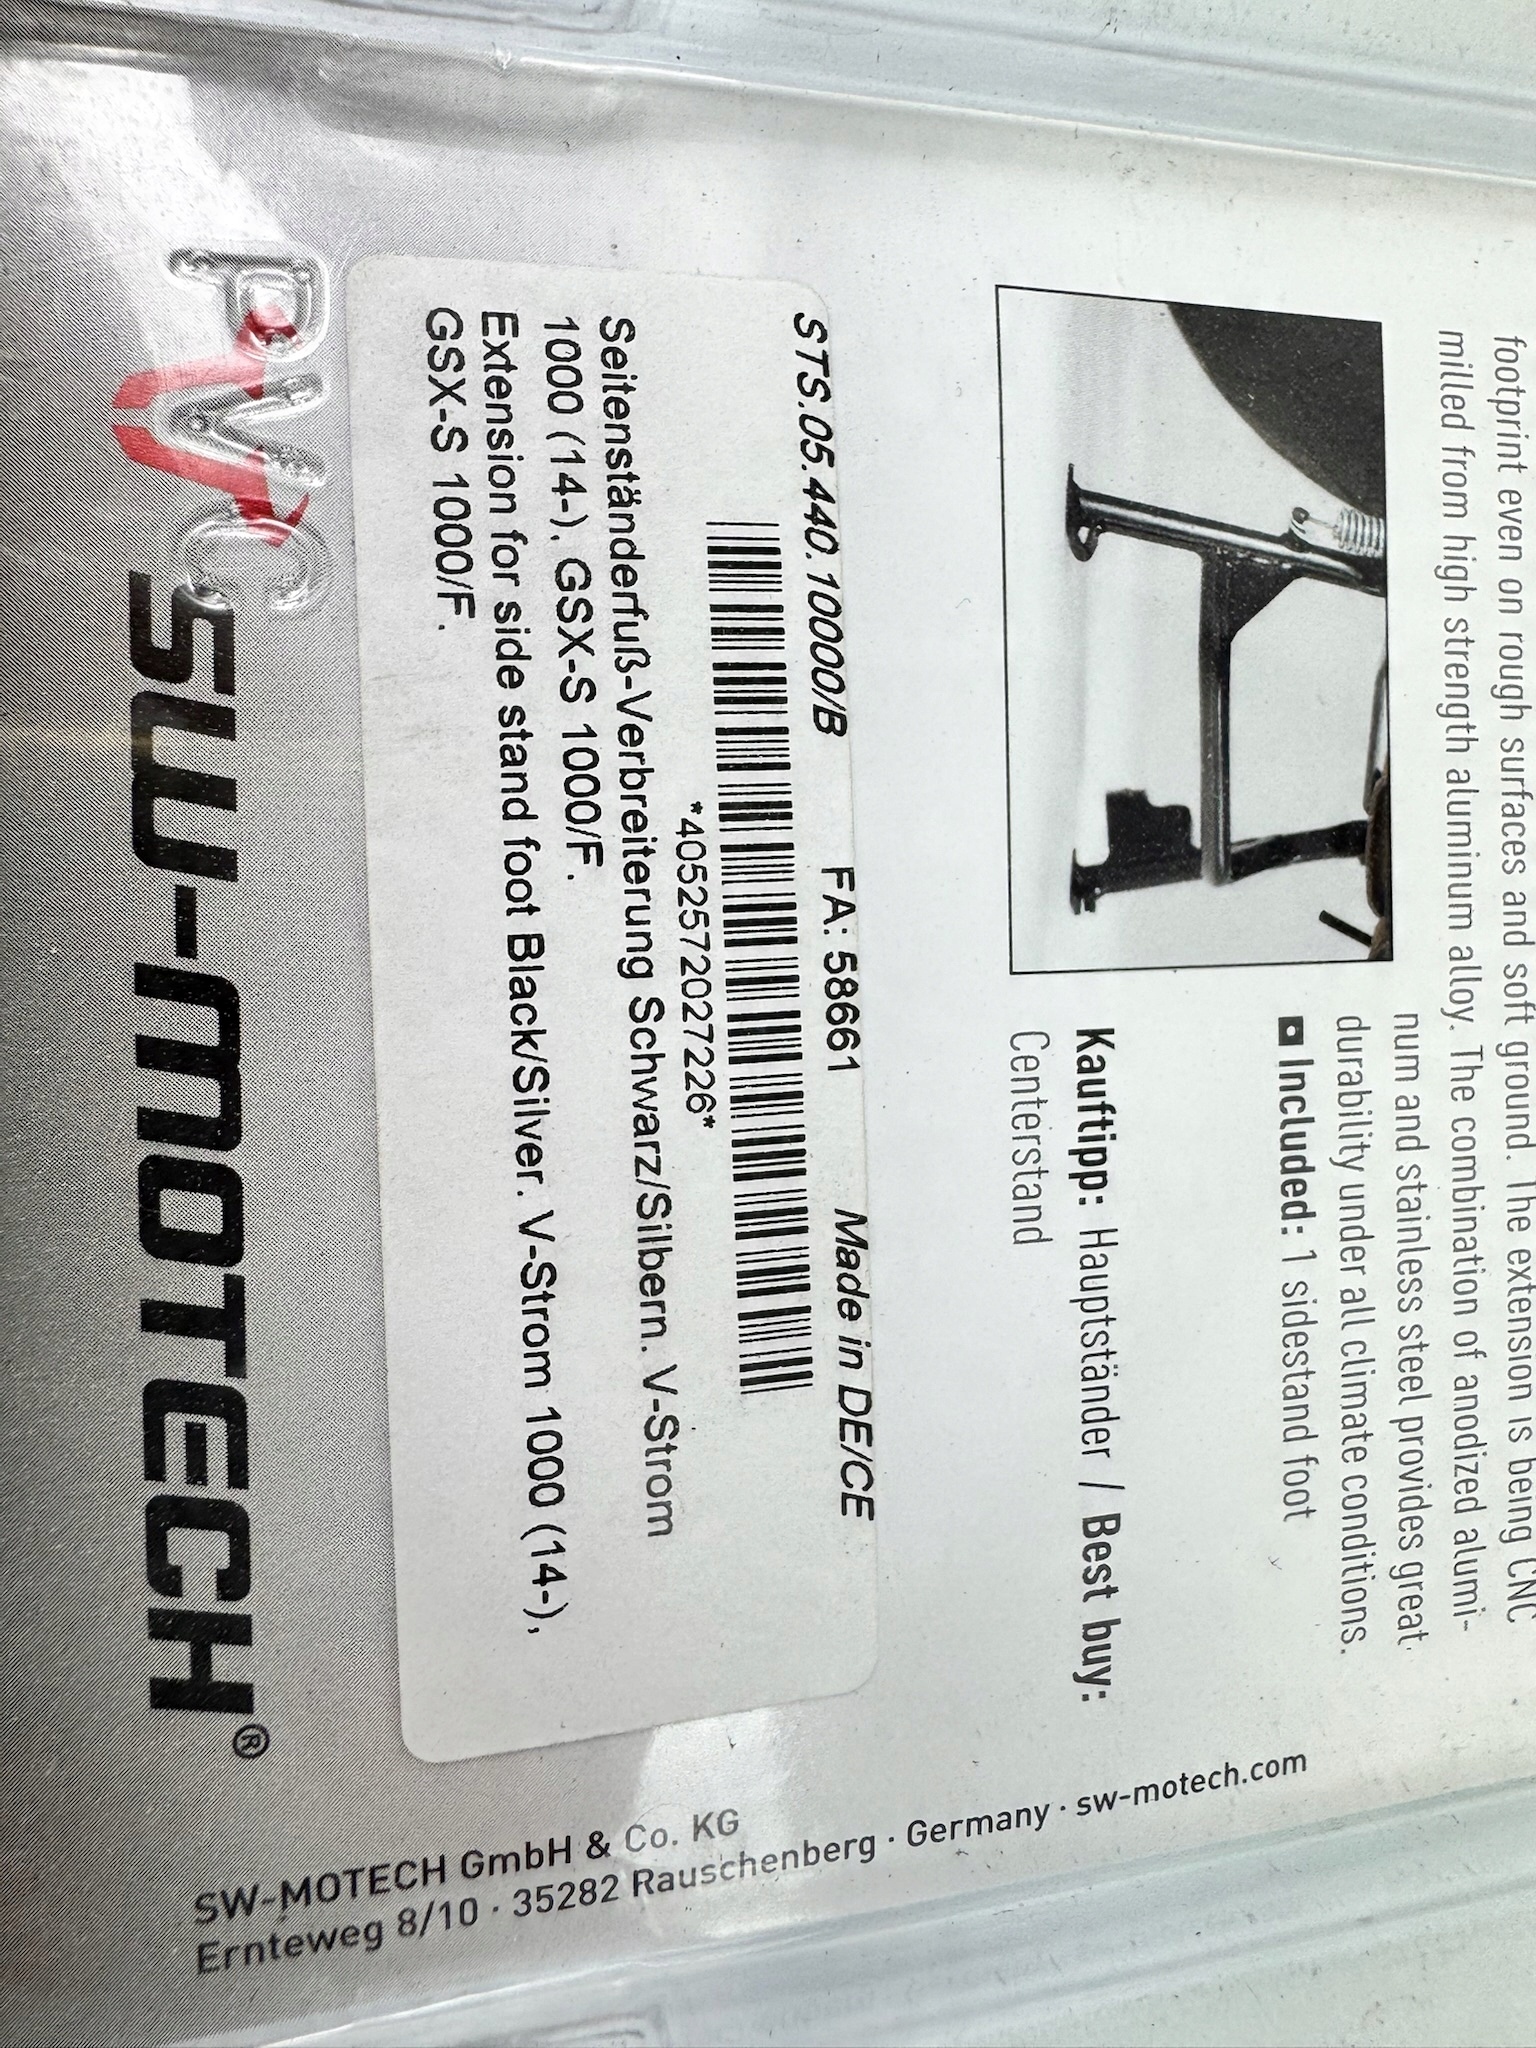 footprint even on rough surfaces and soft ground. The extension is being CNC
milled from high strength aluminum alloy. The combination of anodized alumi-
num and stainless steel provides great
durability under all climate conditions.
Included: 1 sidestand foot
Kauftipp: Hauptständer / Best buy:
Centerstand
STS.05.440.10000/B FA: 58661 Made in DE/CE
*4052572027226*
Seitenständerfuß-Verbreiterung Schwarz/Silbern. V-Strom
1000 (14-), GSX-S 1000/F.
Extension for side stand foot Black/Silver. V-Strom 1000 (14-),
GSX-S 1000/F.
PVC
SW-MOTECH®
SW-MOTECH GmbH & Co. KG
Ernteweg 8/10 · 35282 Rauschenberg · Germany · sw-motech.com